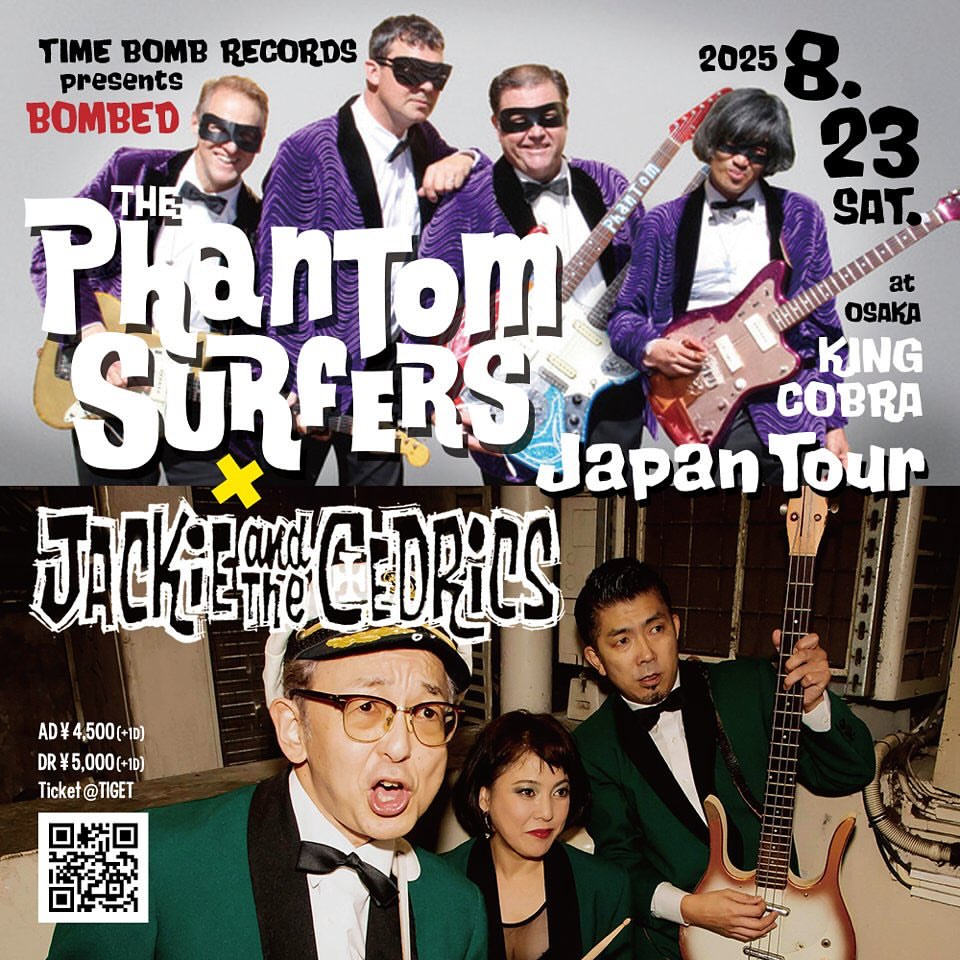 TIME BOMB RECORDS
presents
BOMBED
2025 8.
23
SAT.
at
OSAKA
KING
COBRA
THE
PHANTOM
SURFERS
Japan Tour
×
JACKiE and THE CEDRiCS
PHANTOM
AD ¥ 4,500 (+1D)
DR ¥ 5,000 (+1D)
Ticket @TIGET